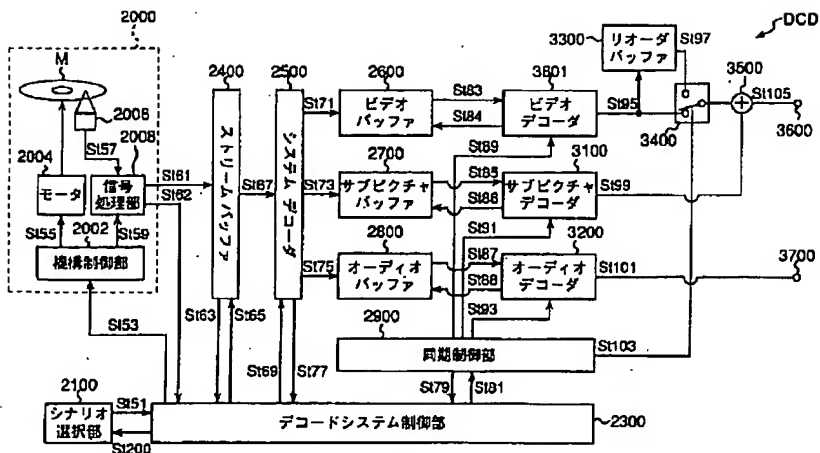 DCD
2000
M
2006
St57
2008
2004
モータ
信号
処理部
St61
St62
St55
2002
St59
機構制御部
St53
2400
ストリームバッファ
St67
St63
St65
2500
システムデコーダ
St71
St73
St75
St69
St77
2600
ビデオ
バッファ
St83
St84
3801
ビデオ
デコーダ
St89
St95
3300
リオーダ
バッファ
St97
3400
3500
St105
3600
2700
サブピクチャ
バッファ
St85
St86
3100
サブピクチャ
デコーダ
St91
St99
2800
オーディオ
バッファ
St87
St88
3200
オーディオ
デコーダ
St93
St101
3700
2900
同期制御部
St103
St79
St81
2100
シナリオ
選択部
St51
St200
デコードシステム制御部
2300